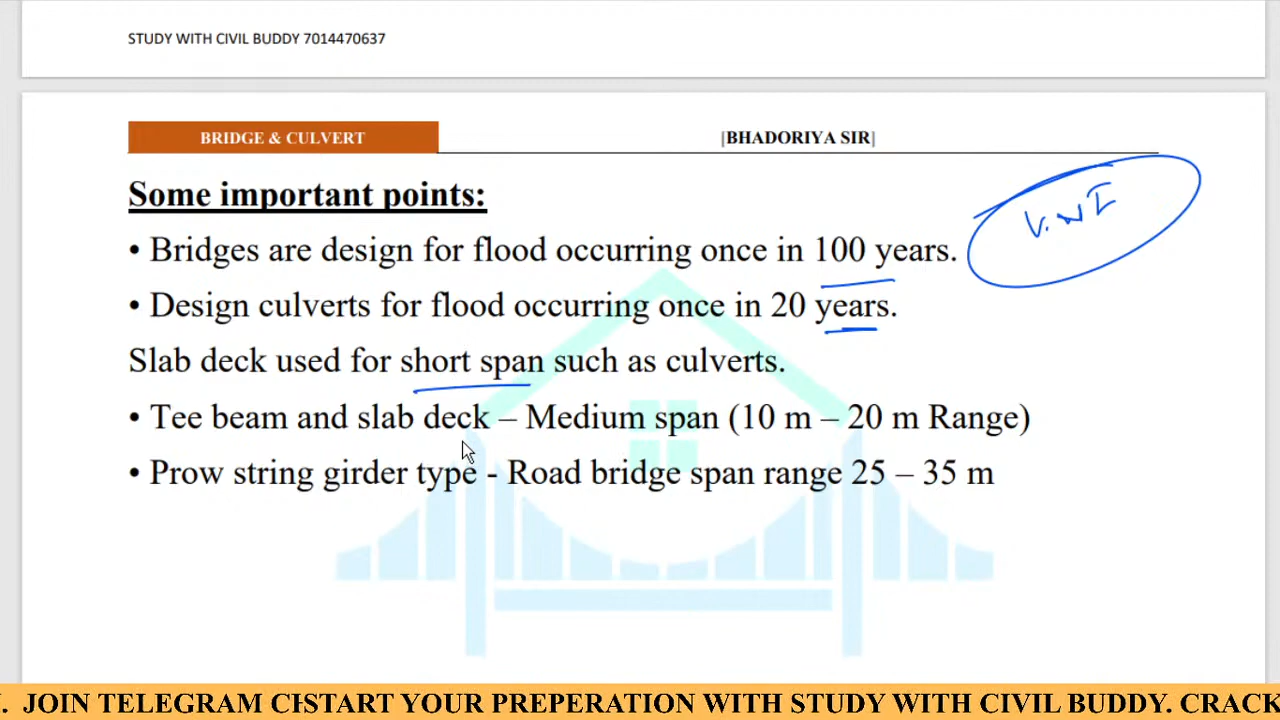 STUDY WITH CIVIL BUDDY 7014470637
BRIDGE & CULVERT
|BHADORIYA SIR|
Some important points:
V.N I
• Bridges are design for flood occurring once in 100 years.
• Design culverts for flood occurring once in 20 years.
Slab deck used for short span such as culverts.
• Tee beam and slab deck – Medium span (10 m – 20 m Range)
• Prow string girder type - Road bridge span range 25 – 35 m
. JOIN TELEGRAM CHSTART YOUR PREPERATION WITH STUDY WITH CIVIL BUDDY. CRACK